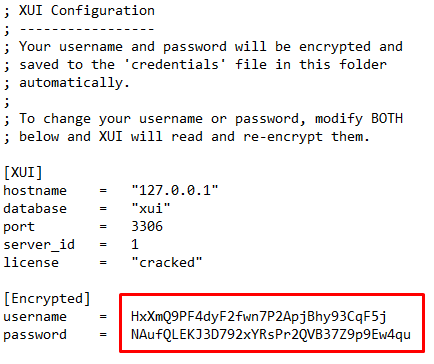 ; XUI Configuration
; -----------------
; Your username and password will be encrypted and
; saved to the 'credentials' file in this folder
; automatically.
;
; To change your username or password, modify BOTH
; below and XUI will read and re-encrypt them.
[XUI]
hostname    =   "127.0.0.1"
database    =   "xui"
port        =   3306
server_id   =   1
license     =   "cracked"
[Encrypted]
username    =   HxXmQ9PF4dyF2fwn7P2ApjBhy93CqF5j
password    =   NAufQLEKJ3D792xYRsPr2QVB37Z9p9Ew4qu